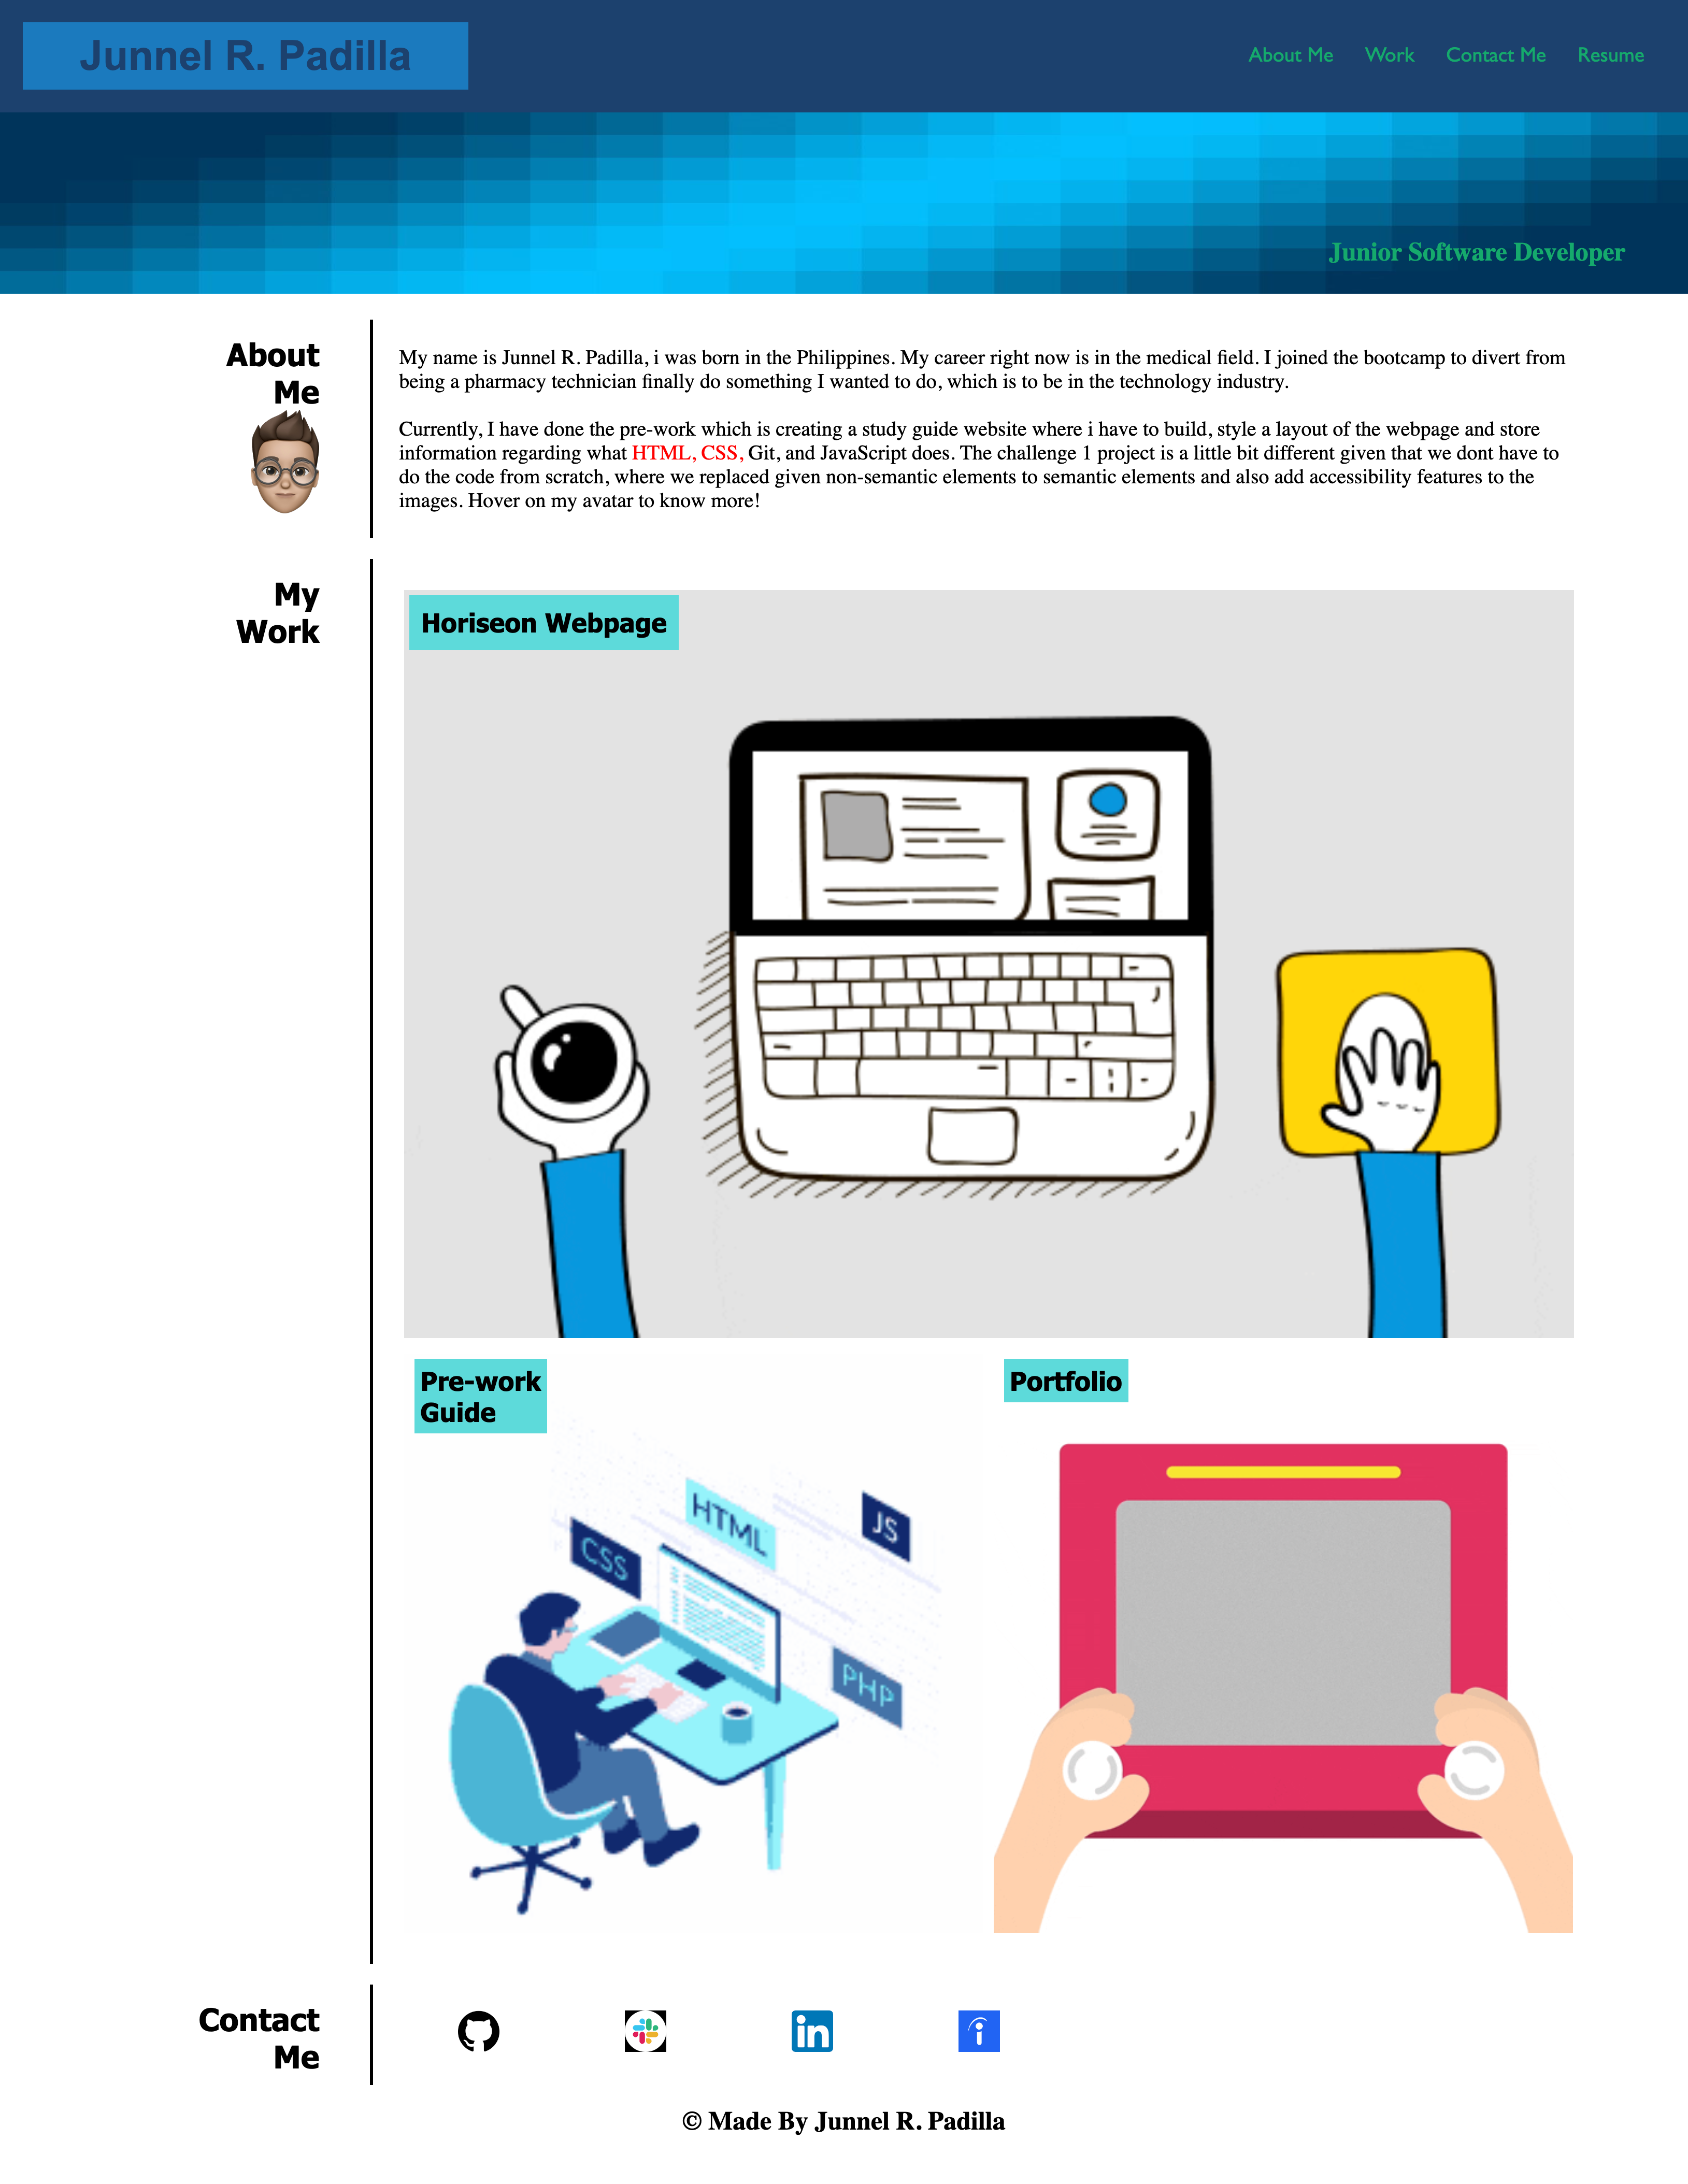 Junnel R. Padilla
About Me Work Contact Me Resume
Junior Software Developer
About
Me
My name is Junnel R. Padilla, i was born in the Philippines. My career right now is in the medical field. I joined the bootcamp to divert from
being a pharmacy technician finally do something I wanted to do, which is to be in the technology industry.
Currently, I have done the pre-work which is creating a study guide website where i have to build, style a layout of the webpage and store
information regarding what HTML, CSS, Git, and JavaScript does. The challenge 1 project is a little bit different given that we dont have to
do the code from scratch, where we replaced given non-semantic elements to semantic elements and also add accessibility features to the
images. Hover on my avatar to know more!
My
Work
Horiseon Webpage
Pre-work
Guide
Portfolio
HTML
JS
CSS
PHP
Contact
Me
in
© Made By Junnel R. Padilla